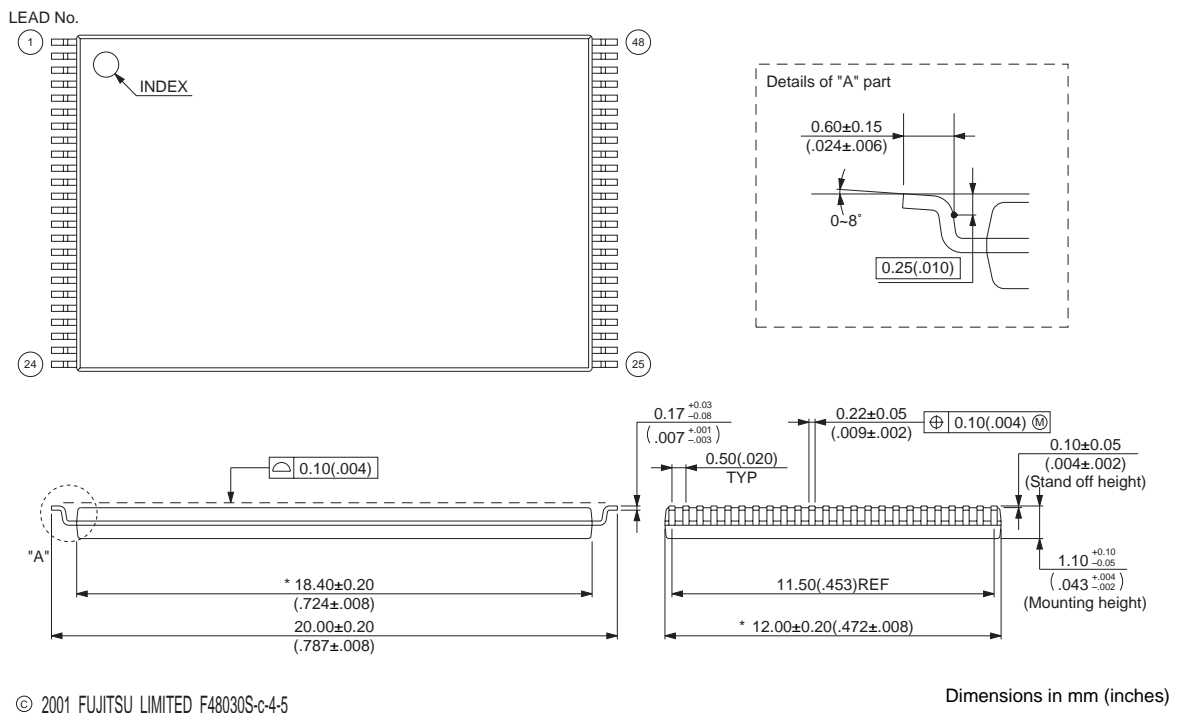 LEAD No.
1
48
INDEX
24
25
Details of "A" part
0.60±0.15
(.024±.006)
0~8°
0.25(.010)
0.10(.004)
0.17 +0.03 –0.08
(.007 +.001 –.003)
0.50(.020)
TYP
0.22±0.05
(.009±.002)
⌖ 0.10(.004) Ⓜ
0.10±0.05
(.004±.002)
(Stand off height)
"A"
* 18.40±0.20
(.724±.008)
20.00±0.20
(.787±.008)
11.50(.453)REF
* 12.00±0.20(.472±.008)
1.10 +0.10 –0.05
(.043 +.004 –.002)
(Mounting height)
© 2001 FUJITSU LIMITED F48030S-c-4-5
Dimensions in mm (inches)